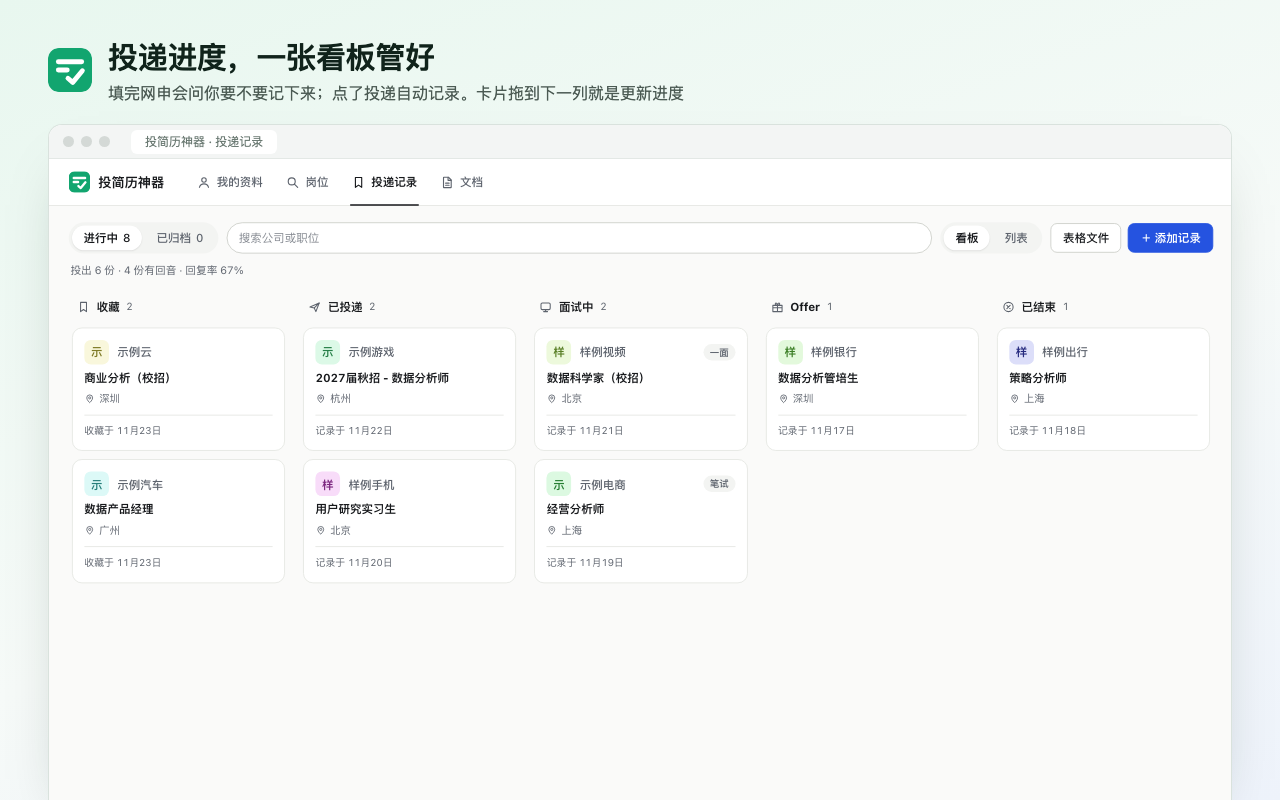 投递进度，一张看板管好
填完网申会问你要不要记下来；点了投递自动记录。卡片拖到下一列就是更新进度
投简历神器 · 投递记录
投简历神器 我的资料 岗位 投递记录 文档
进行中 8 已归档 0 搜索公司或职位 看板 列表 表格文件 + 添加记录
投出 6 份 · 4 份有回音 · 回复率 67%
收藏 2
示 示例云
商业分析（校招）
深圳
收藏于 11月23日
示 示例汽车
数据产品经理
广州
收藏于 11月23日
已投递 2
示 示例游戏
2027届秋招 - 数据分析师
杭州
记录于 11月22日
样 样例手机
用户研究实习生
北京
记录于 11月20日
面试中 2
样 样例视频 一面
数据科学家（校招）
北京
记录于 11月21日
示 示例电商 笔试
经营分析师
上海
记录于 11月19日
Offer 1
样 样例银行
数据分析管培生
深圳
记录于 11月17日
已结束 1
样 样例出行
策略分析师
上海
记录于 11月18日